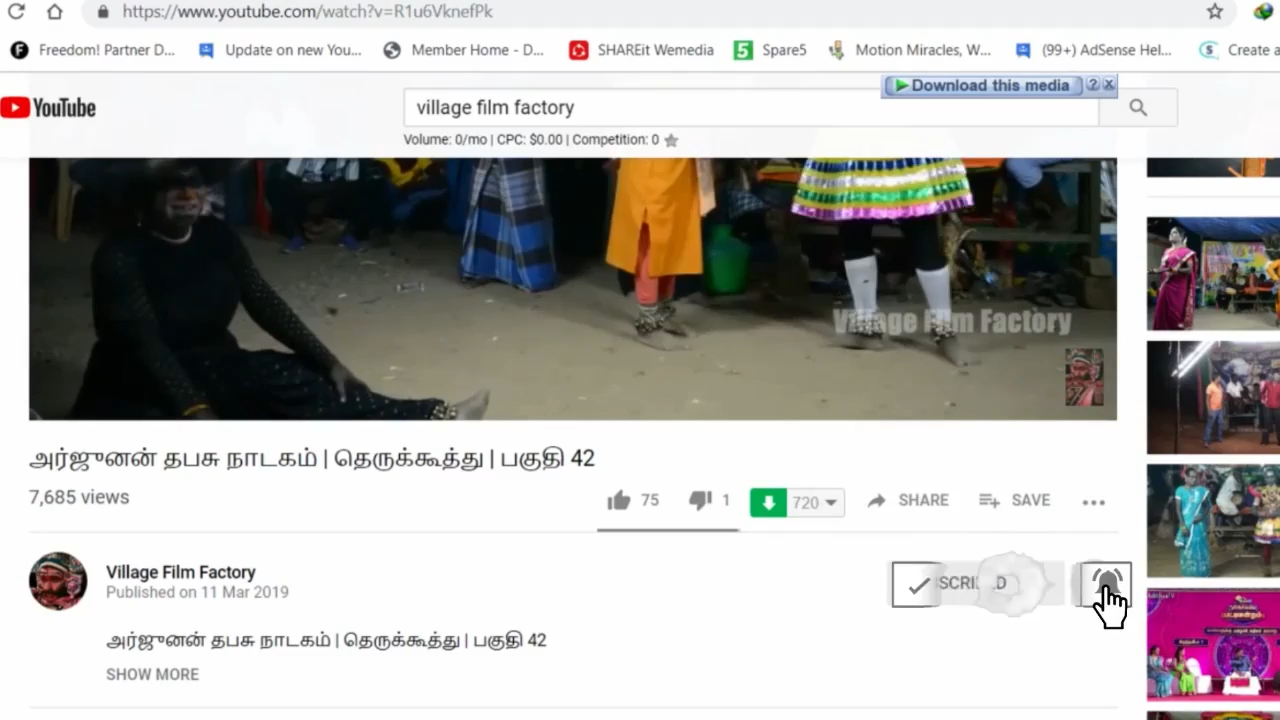 https://www.youtube.com/watch?v=R1u6VknefPk
Freedom! Partner D... Update on new You... Member Home - D... SHAREit Wemedia 5 Spare5 Motion Miracles, W... (99+) AdSense Hel... Create a
Download this media ? X
YouTube village film factory
Volume: 0/mo | CPC: $0.00 | Competition: 0
Village Film Factory
அர்ஜுனன் தபசு நாடகம் | தெருக்கூத்து | பகுதி 42
7,685 views 75 1 720 SHARE SAVE
Village Film Factory
Published on 11 Mar 2019
அர்ஜுனன் தபசு நாடகம் | தெருக்கூத்து | பகுதி 42
SHOW MORE